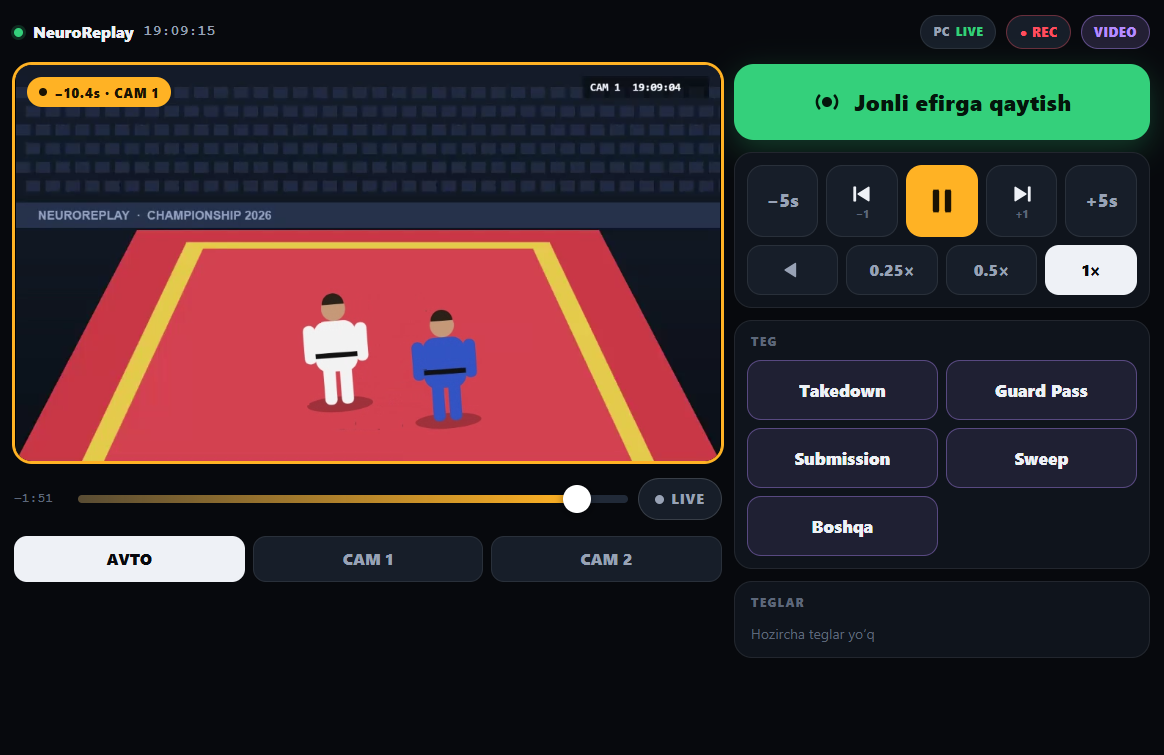 NeuroReplay 19:09:15
PC LIVE
● REC
VIDEO
−10.4s · CAM 1
CAM 1 19:09:04
NEUROREPLAY · CHAMPIONSHIP 2026
−1:51
LIVE
AVTO
CAM 1
CAM 2
Jonli efirga qaytish
−5s
−1
+1
+5s
0.25×
0.5×
1×
TEG
Takedown
Guard Pass
Submission
Sweep
Boshqa
TEGLAR
Hozircha teglar yo‘q